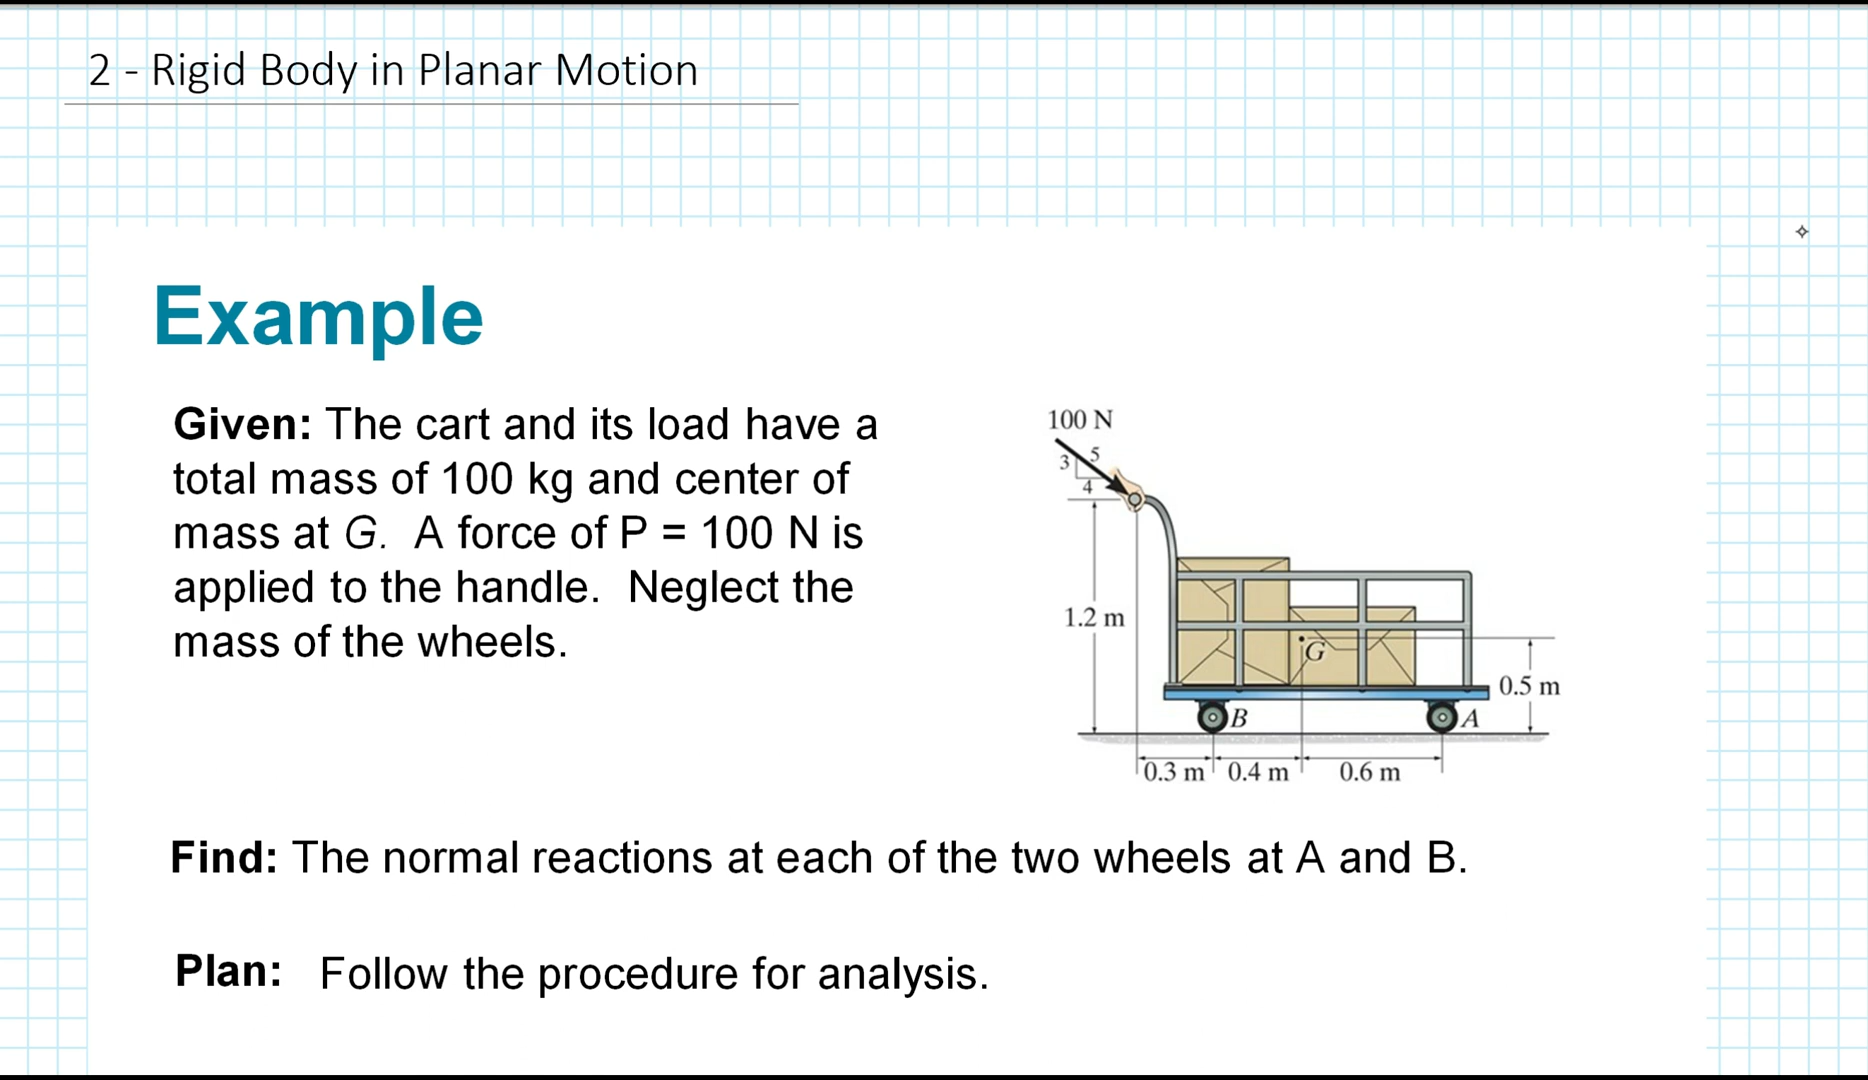 2 - Rigid Body in Planar Motion
Example
Given: The cart and its load have a
total mass of 100 kg and center of
mass at G. A force of P = 100 N is
applied to the handle. Neglect the
mass of the wheels.
100 N
3 5
4
1.2 m
G
0.5 m
B A
0.3 m 0.4 m 0.6 m
Find: The normal reactions at each of the two wheels at A and B.
Plan: Follow the procedure for analysis.